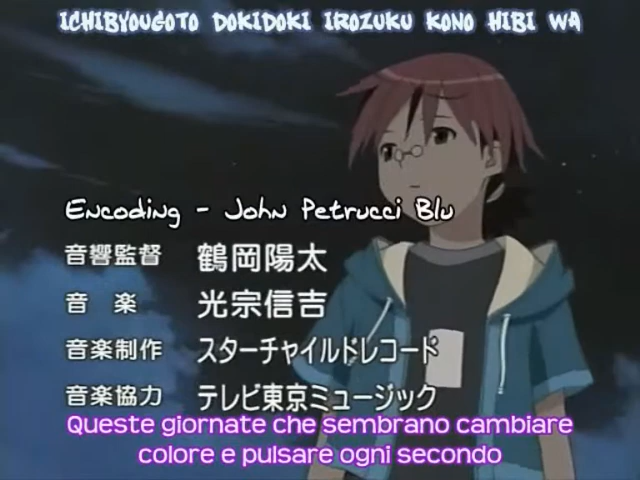 ICHIBYOUGOTO DOKIDOKI IROZUKU KONO HIBI WA
Encoding - John Petrucci Blu
音響監督 鶴岡陽太
音 楽 光宗信吉
音楽制作 スターチャイルドレコード
音楽協力 テレビ東京ミュージック
Queste giornate che sembrano cambiare
colore e pulsare ogni secondo